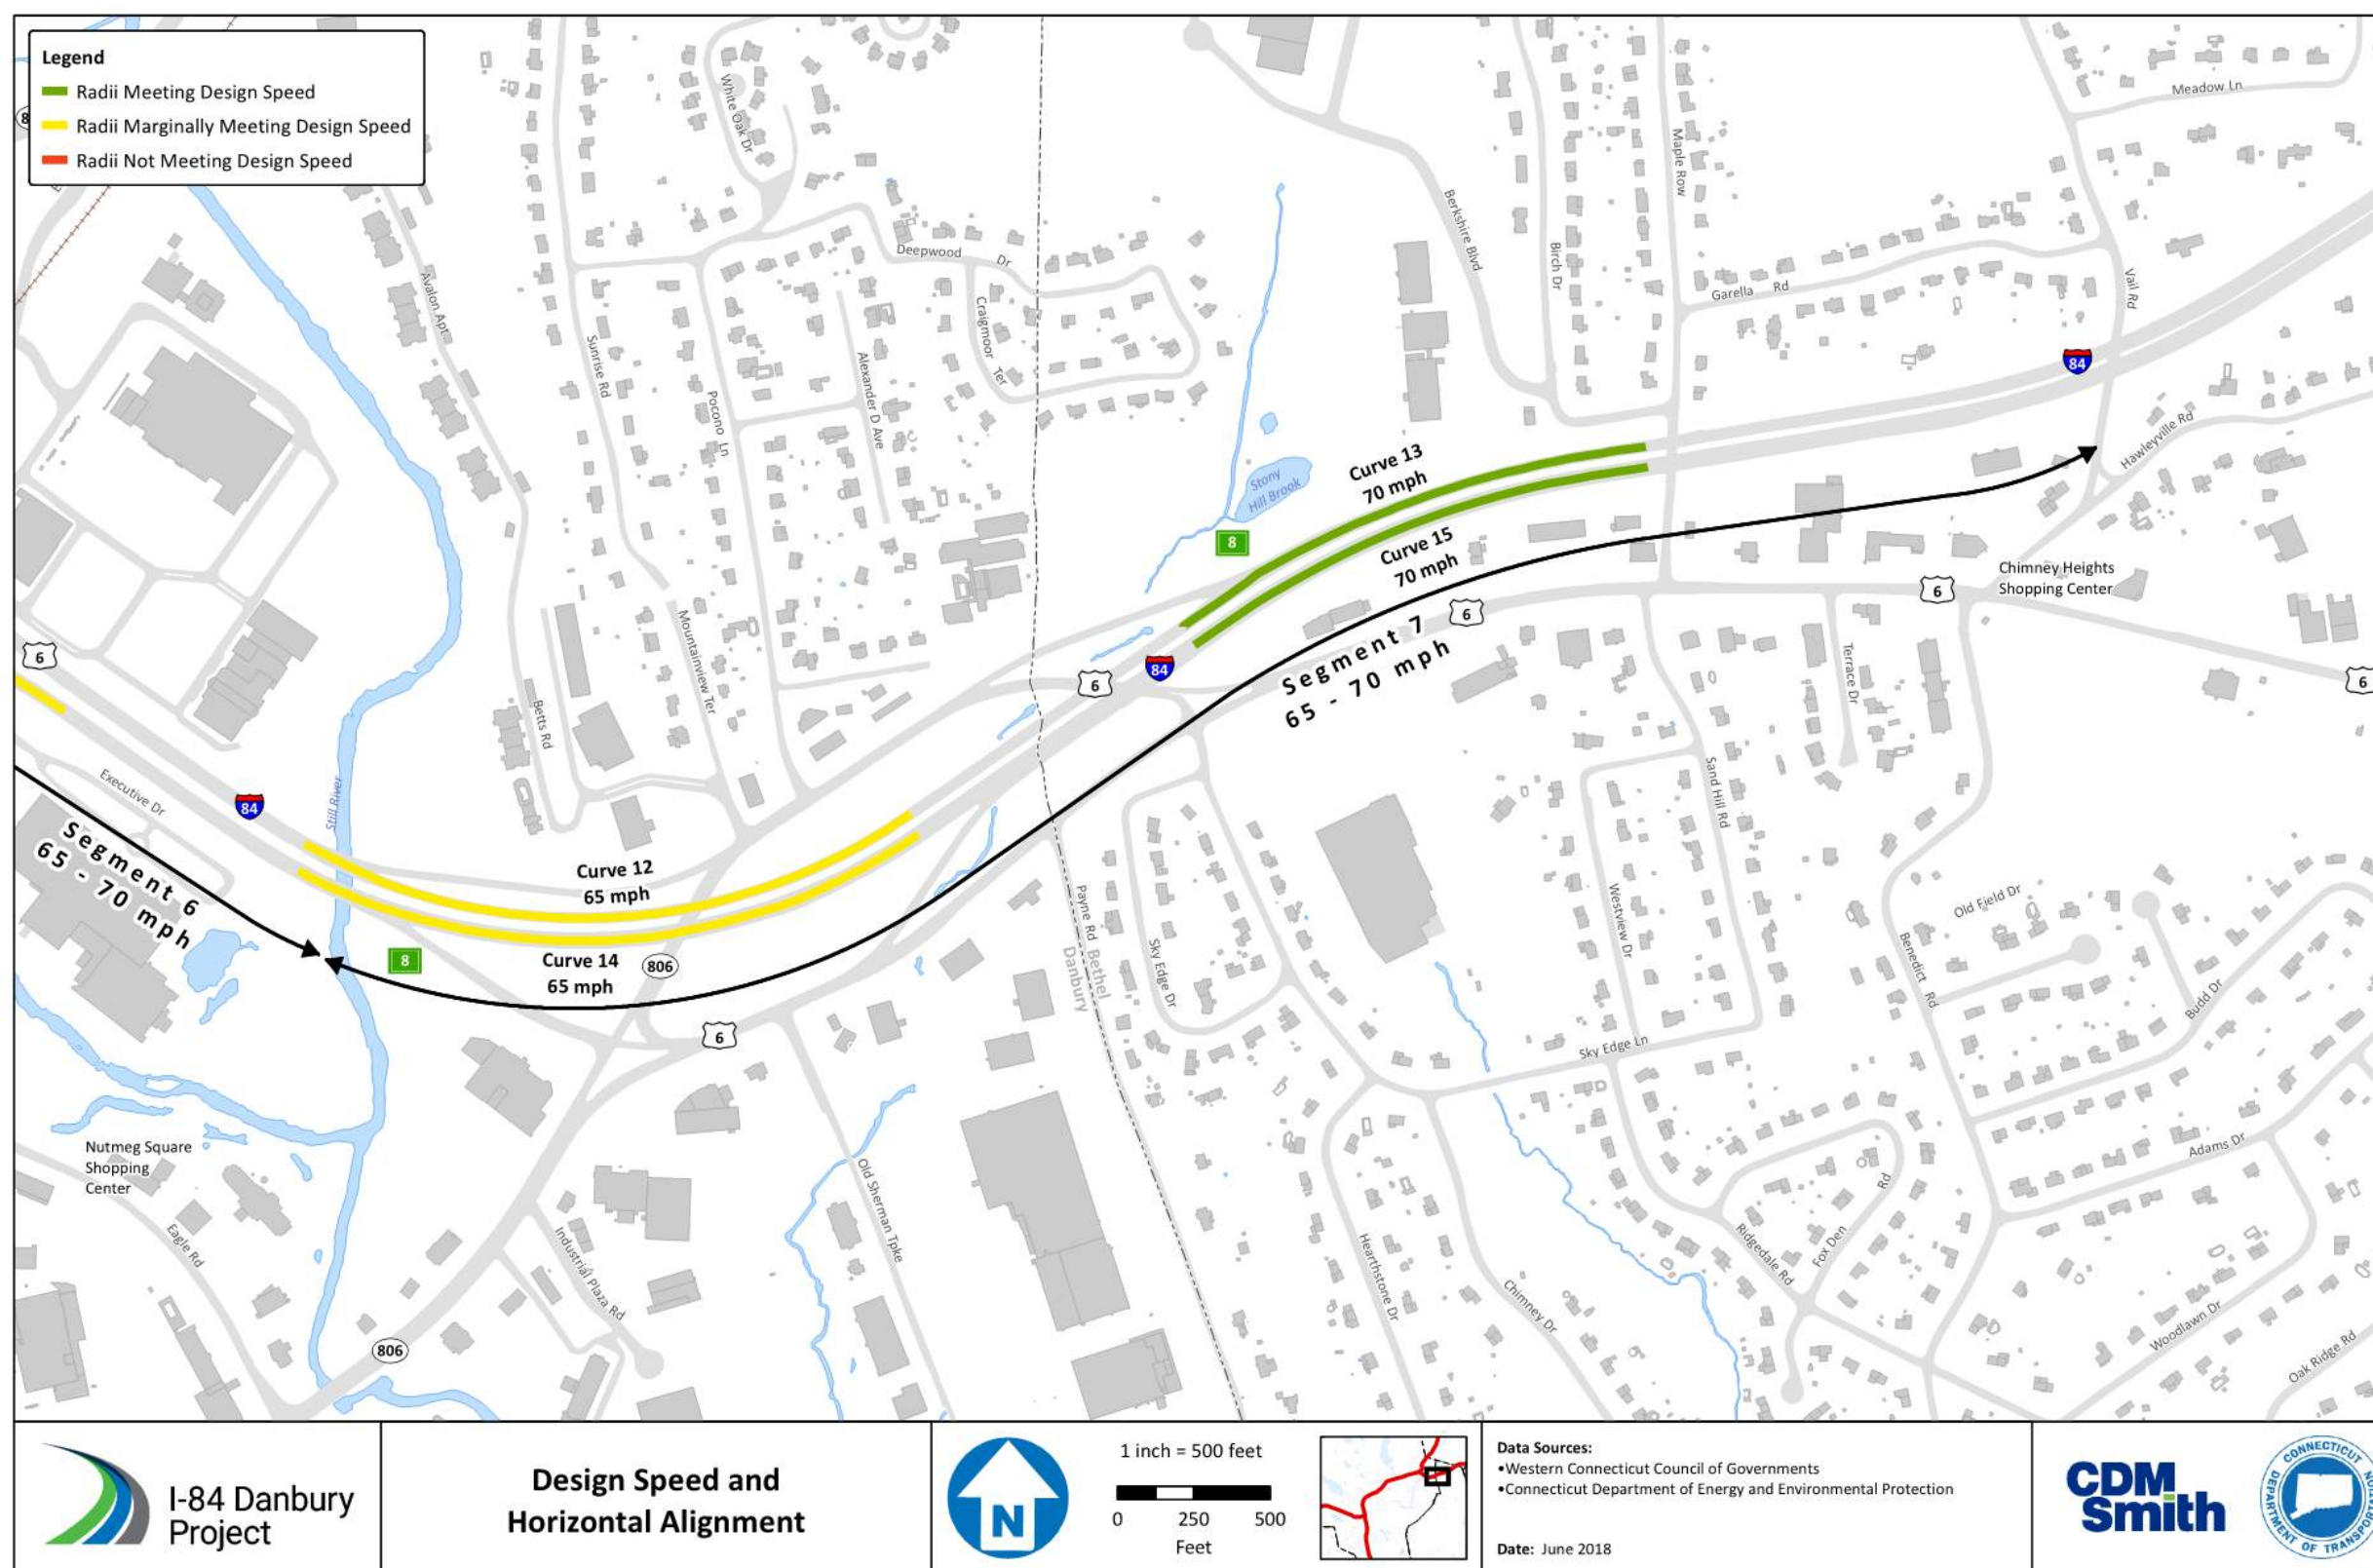 Legend
Radii Meeting Design Speed
Radii Marginally Meeting Design Speed
Radii Not Meeting Design Speed
8
White Oak Dr
Meadow Ln
Maple Row
Berkshire Blvd
Birch Dr
Deepwood Dr
Avalon Apt
Craigmoor Ter
Garella Rd
Vail Rd
Sunrise Rd
Alexander D Ave
Pocono Ln
84
Hawleyville Rd
Stony
Hill Brook
Curve 13
70 mph
8
Curve 15
70 mph
Chimney Heights
Shopping Center
6
6
6
Segment 7
65 - 70 mph
84
6
6
Mountainview Ter
Betts Rd
Terrace Dr
Sand Hill Rd
Executive Dr
84
Still River
Segment 6
65 - 70 mph
Curve 12
65 mph
Curve 14
65 mph
8
806
6
Payne Rd
Bethel
Danbury
Sky Edge Dr
Westview Dr
Old Field Dr
Benedict Rd
Budd Dr
Sky Edge Ln
Adams Dr
Nutmeg Square
Shopping
Center
Eagle Rd
Industrial Plaza Rd
Old Sherman Tpke
Hearthstone Dr
Chimney Dr
Ridgedale Rd
Fox Den Rd
Woodlawn Dr
Oak Ridge Rd
806
I-84 Danbury
Project
Design Speed and
Horizontal Alignment
N
1 inch = 500 feet
0 250 500
Feet
Data Sources:
•Western Connecticut Council of Governments
•Connecticut Department of Energy and Environmental Protection
Date: June 2018
CDM
Smith
CONNECTICUT
DEPARTMENT OF